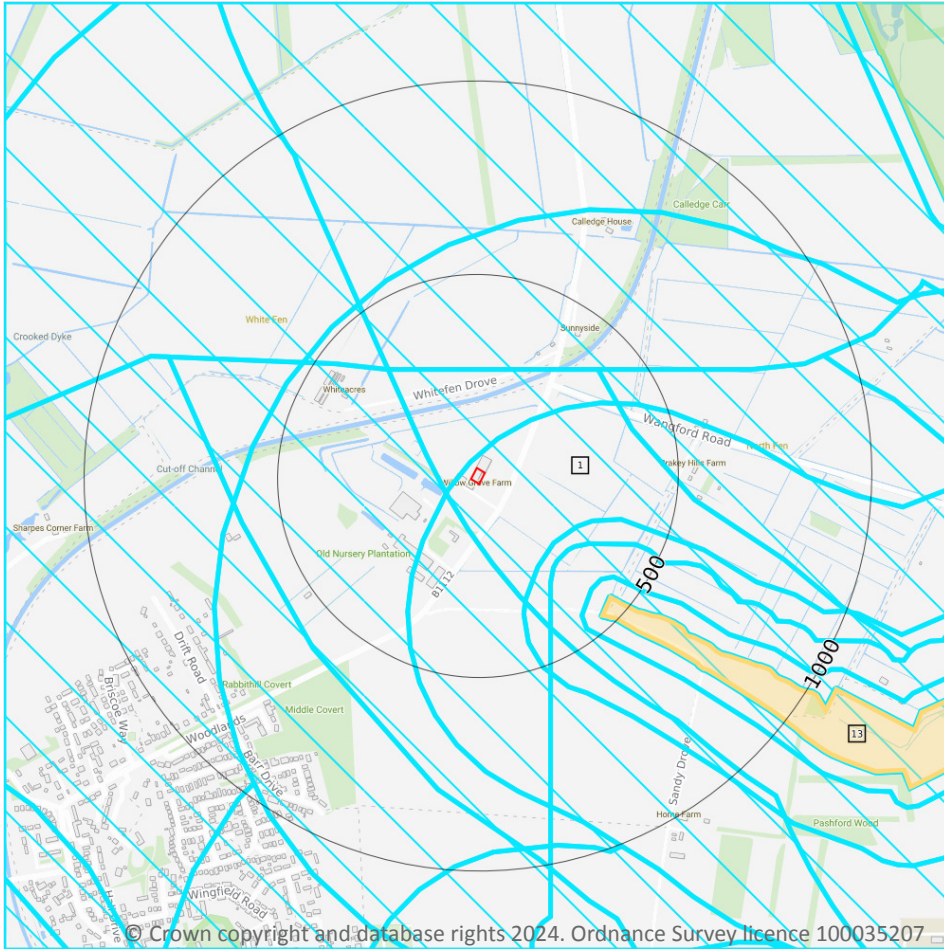 Calledge Carr
Calledge House
White Fen
Sunnyside
Crooked Dyke
Whiteacres
Whitefen Drove
Wangford Road
North Fen
Cut-off Channel
1
Brakey Hills Farm
Willow Grove Farm
Sharpes Corner Farm
Old Nursery Plantation
500
B1112
Drift Road
1000
Rabbithill Covert
Briscoe Way
Middle Covert
Woodlands
13
Barr Drive
Sandy Drove
Home Farm
Pashford Wood
Wingfield Road
© Crown copyright and database rights 2024. Ordnance Survey licence 100035207